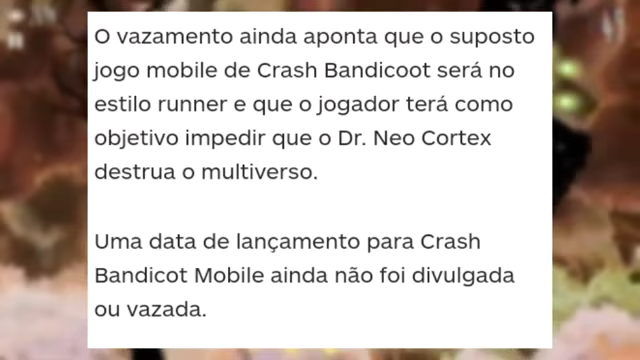 O vazamento ainda aponta que o suposto
jogo mobile de Crash Bandicoot será no
estilo runner e que o jogador terá como
objetivo impedir que o Dr. Neo Cortex
destrua o multiverso.
Uma data de lançamento para Crash
Bandicot Mobile ainda não foi divulgada
ou vazada.